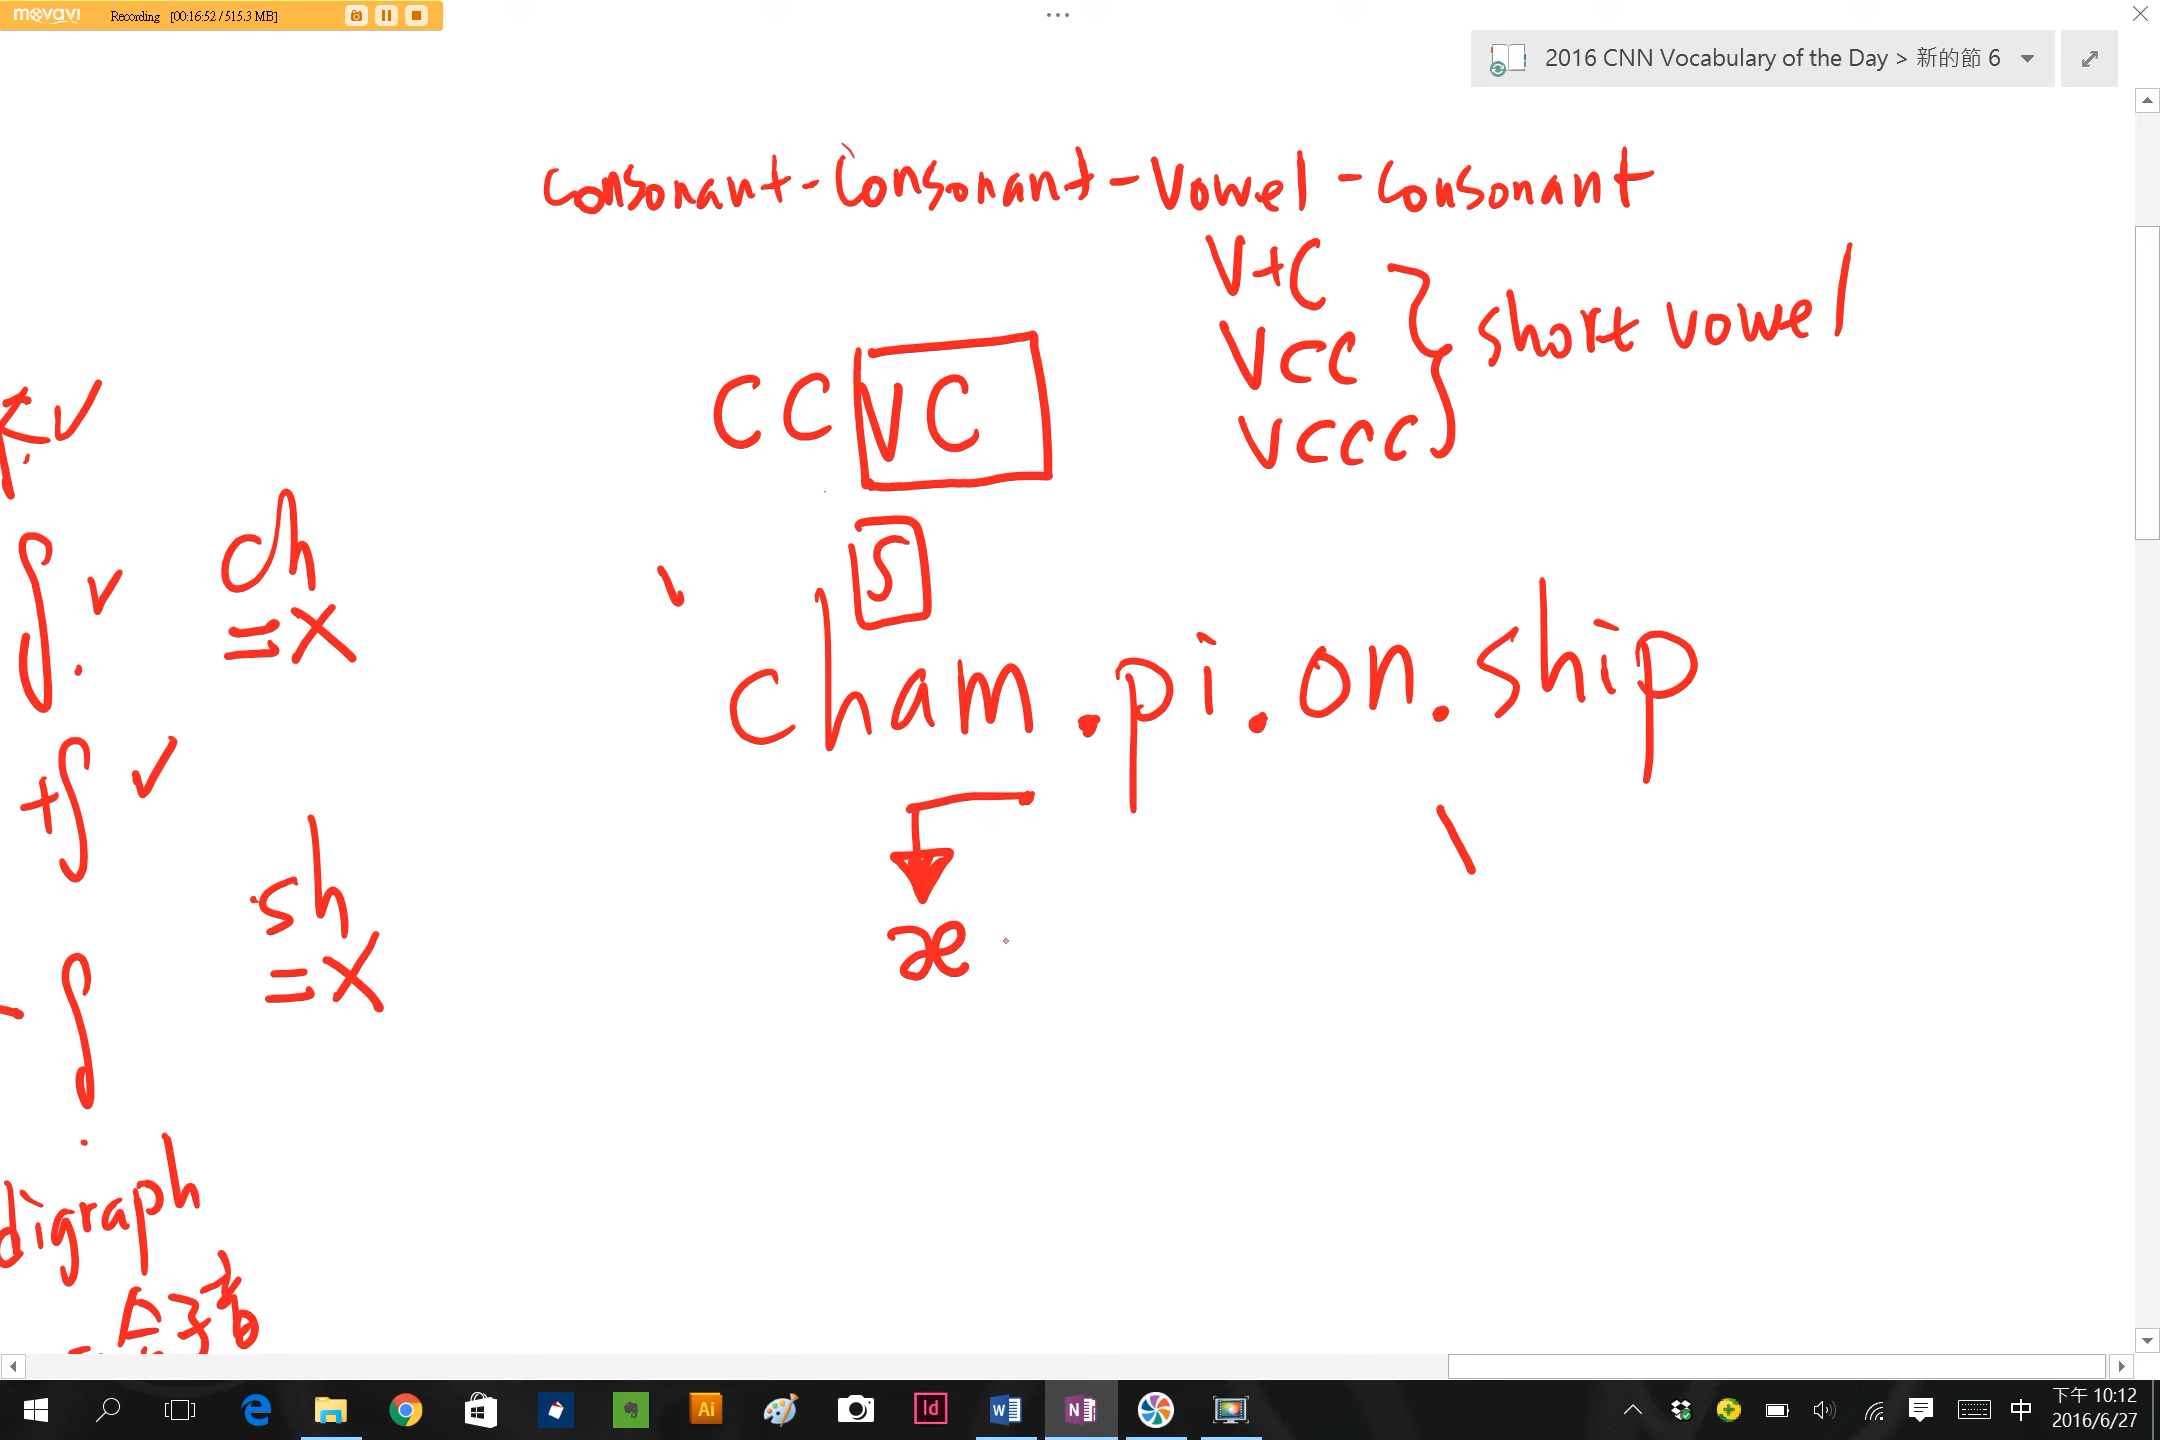 movavi Recording [00:16:52 / 515.3 MB]
2016 CNN Vocabulary of the Day > 新的節 6
consonant-Consonant-Vowel-consonant
V+C
VCC
VCCC
short vowel
CCVC
S
cham.pi.on.ship
æ
ch
=X
sh
=X
digraph
Ai
Id
中
下午 10:12
2016/6/27